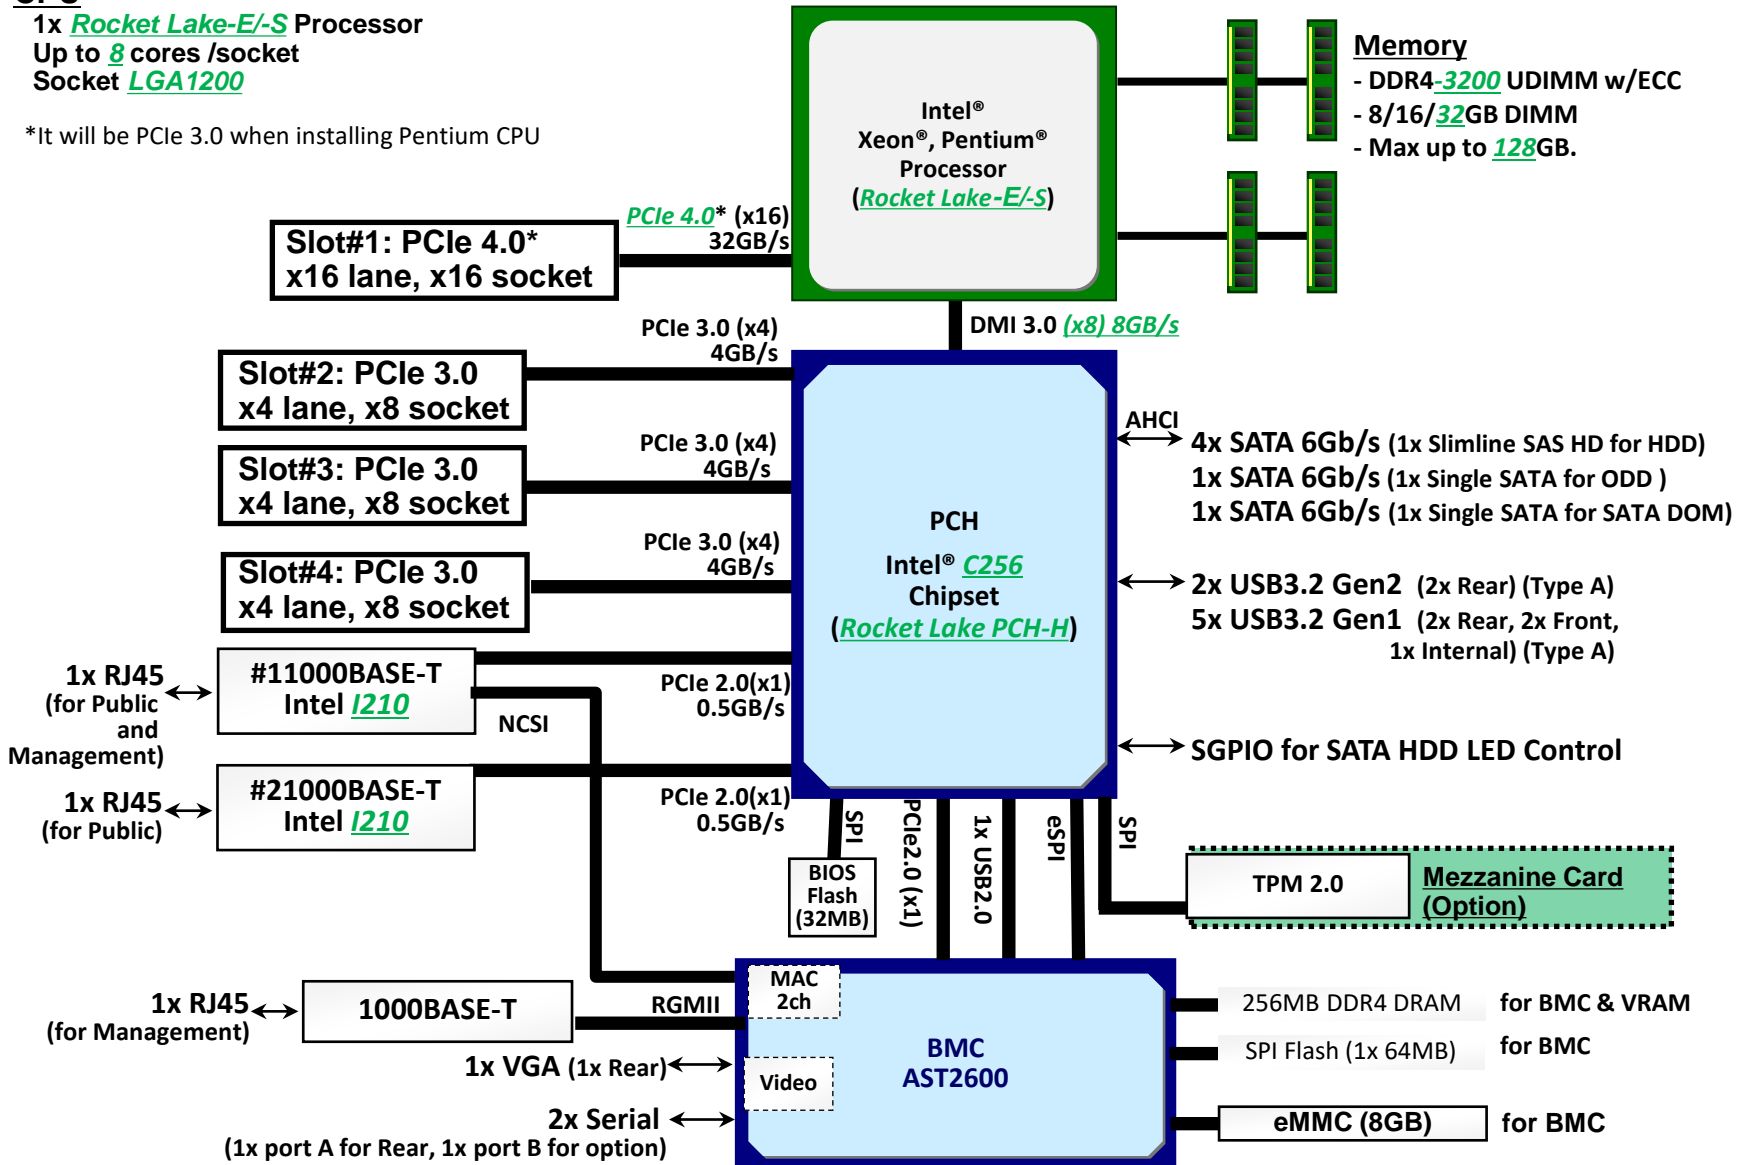 CPU
1x Rocket Lake-E/-S Processor
Up to 8 cores /socket
Socket LGA1200
*It will be PCIe 3.0 when installing Pentium CPU
Intel®
Xeon®, Pentium®
Processor
(Rocket Lake-E/-S)
Memory
- DDR4-3200 UDIMM w/ECC
- 8/16/32GB DIMM
- Max up to 128GB.
PCIe 4.0* (x16)
32GB/s
Slot#1: PCIe 4.0*
x16 lane, x16 socket
DMI 3.0 (x8) 8GB/s
PCIe 3.0 (x4)
4GB/s
Slot#2: PCIe 3.0
x4 lane, x8 socket
PCIe 3.0 (x4)
4GB/s
Slot#3: PCIe 3.0
x4 lane, x8 socket
PCIe 3.0 (x4)
4GB/s
Slot#4: PCIe 3.0
x4 lane, x8 socket
PCH
Intel® C256
Chipset
(Rocket Lake PCH-H)
AHCI
4x SATA 6Gb/s (1x Slimline SAS HD for HDD)
1x SATA 6Gb/s (1x Single SATA for ODD )
1x SATA 6Gb/s (1x Single SATA for SATA DOM)
2x USB3.2 Gen2 (2x Rear) (Type A)
5x USB3.2 Gen1 (2x Rear, 2x Front,
1x Internal) (Type A)
SGPIO for SATA HDD LED Control
1x RJ45
(for Public
and
Management)
#11000BASE-T
Intel I210
PCIe 2.0(x1)
0.5GB/s
NCSI
1x RJ45
(for Public)
#21000BASE-T
Intel I210
PCIe 2.0(x1)
0.5GB/s
SPI
PCIe2.0 (x1)
1x USB2.0
eSPI
SPI
BIOS
Flash
(32MB)
TPM 2.0
Mezzanine Card
(Option)
MAC
2ch
1x RJ45
(for Management)
1000BASE-T
RGMII
BMC
AST2600
Video
1x VGA (1x Rear)
2x Serial
(1x port A for Rear, 1x port B for option)
256MB DDR4 DRAM
for BMC & VRAM
SPI Flash (1x 64MB)
for BMC
eMMC (8GB)
for BMC